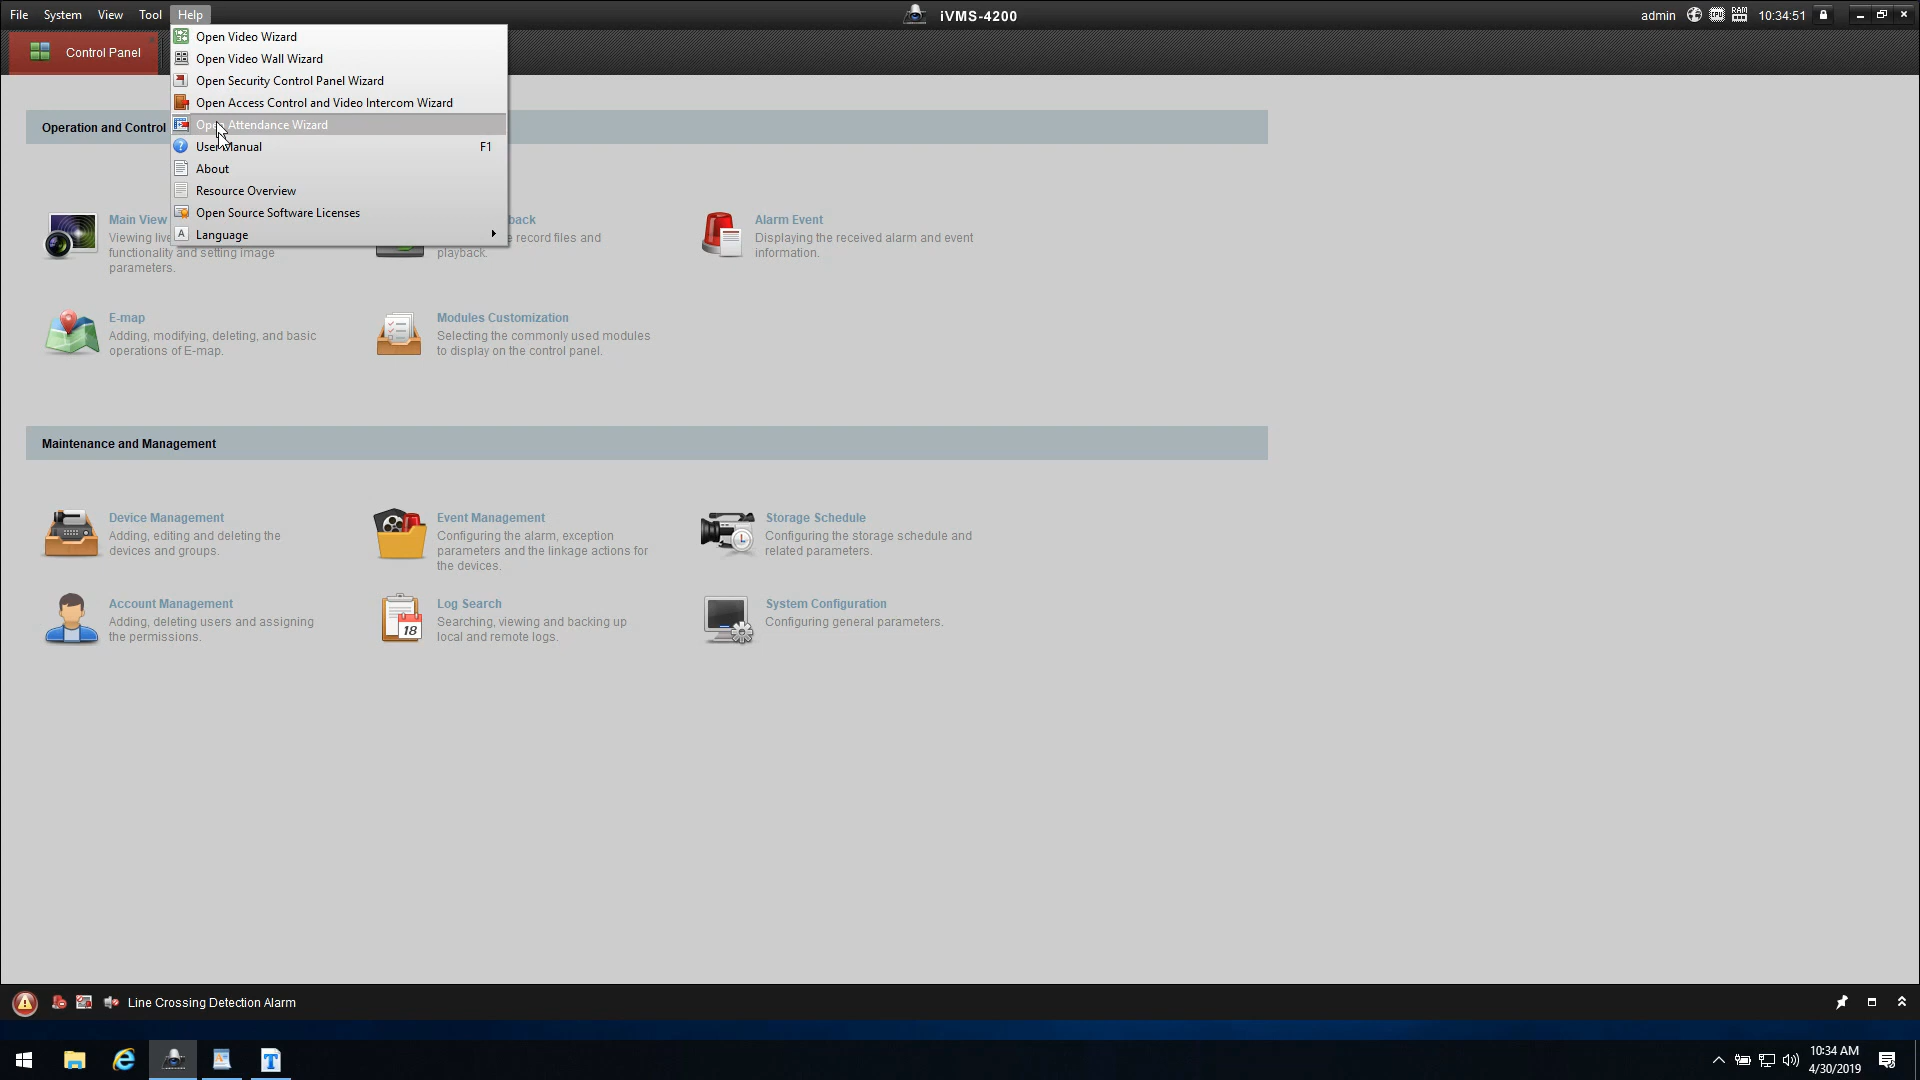 File System View Tool Help
iVMS-4200
admin 10:34:51
Control Panel
Open Video Wizard
Open Video Wall Wizard
Open Security Control Panel Wizard
Open Access Control and Video Intercom Wizard
Open Attendance Wizard
User Manual F1
About
Resource Overview
Open Source Software Licenses
Language
Operation and Control
Main View
Viewing live
functionality and setting image
parameters.
back
record files and
playback.
Alarm Event
Displaying the received alarm and event
information.
E-map
Adding, modifying, deleting, and basic
operations of E-map.
Modules Customization
Selecting the commonly used modules
to display on the control panel.
Maintenance and Management
Device Management
Adding, editing and deleting the
devices and groups.
Event Management
Configuring the alarm, exception
parameters and the linkage actions for
the devices.
Storage Schedule
Configuring the storage schedule and
related parameters.
Account Management
Adding, deleting users and assigning
the permissions.
18
Log Search
Searching, viewing and backing up
local and remote logs.
System Configuration
Configuring general parameters.
Line Crossing Detection Alarm
10:34 AM
4/30/2019